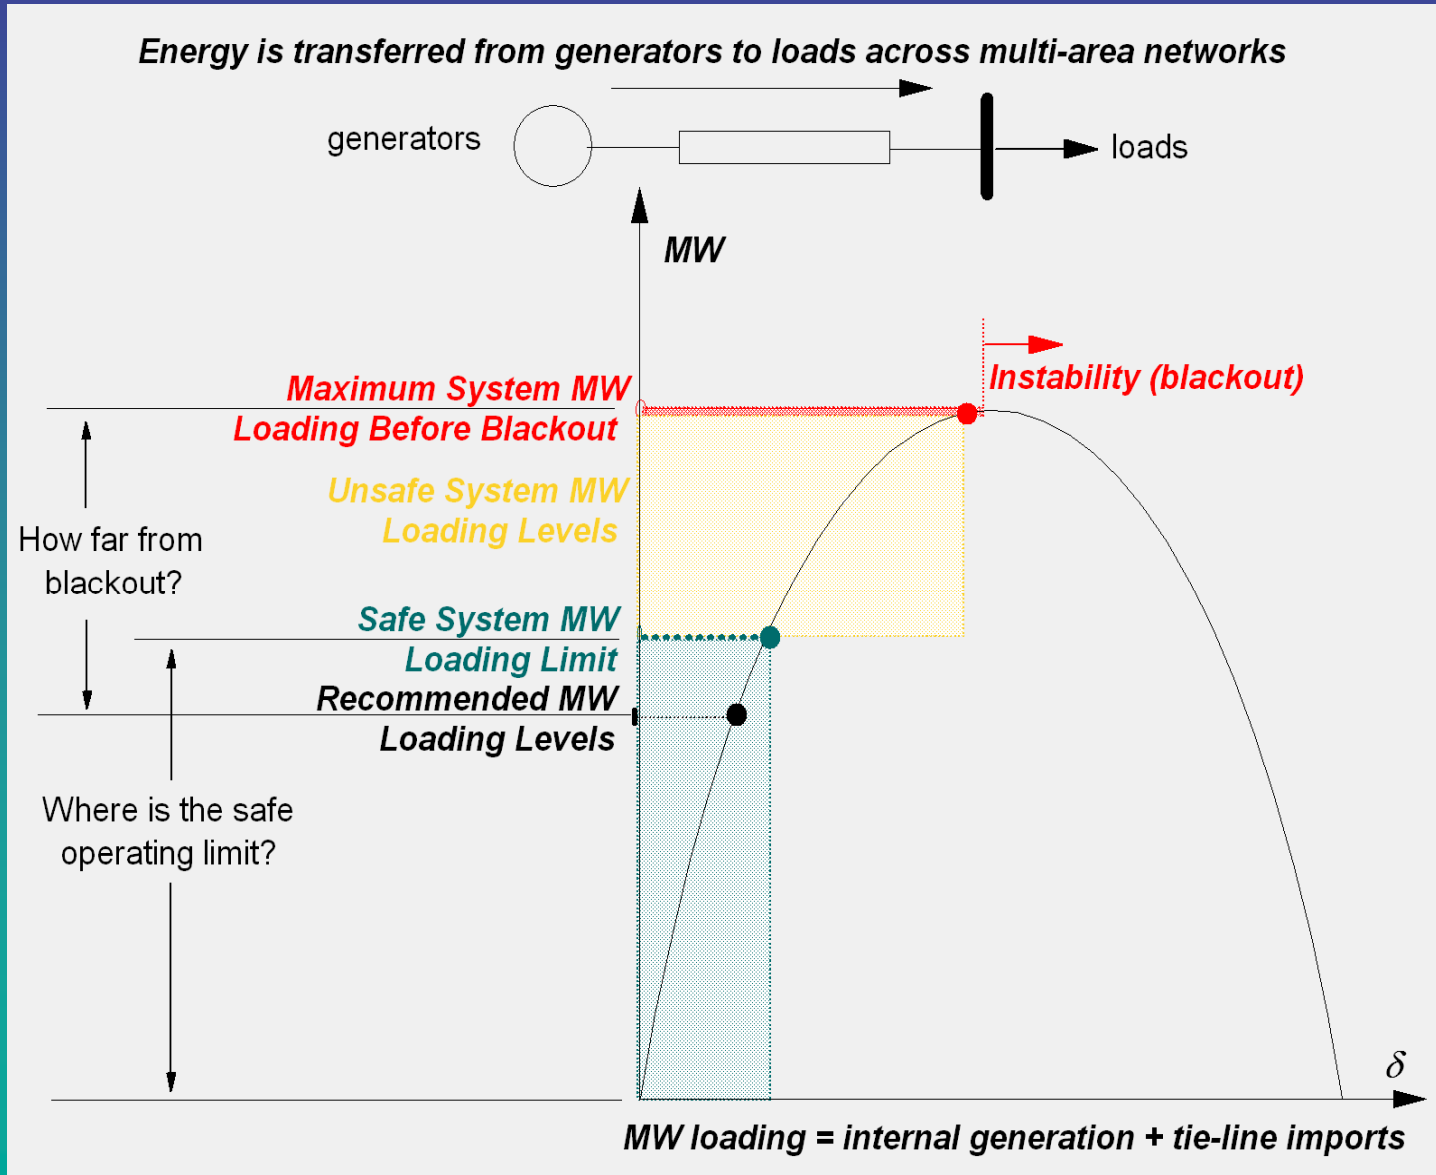 Energy is transferred from generators to loads across multi-area networks
generators
loads
MW
Instability (blackout)
Maximum System MW
Loading Before Blackout
Unsafe System MW
Loading Levels
How far from
blackout?
Safe System MW
Loading Limit
Recommended MW
Loading Levels
Where is the safe
operating limit?
δ
MW loading = internal generation + tie-line imports